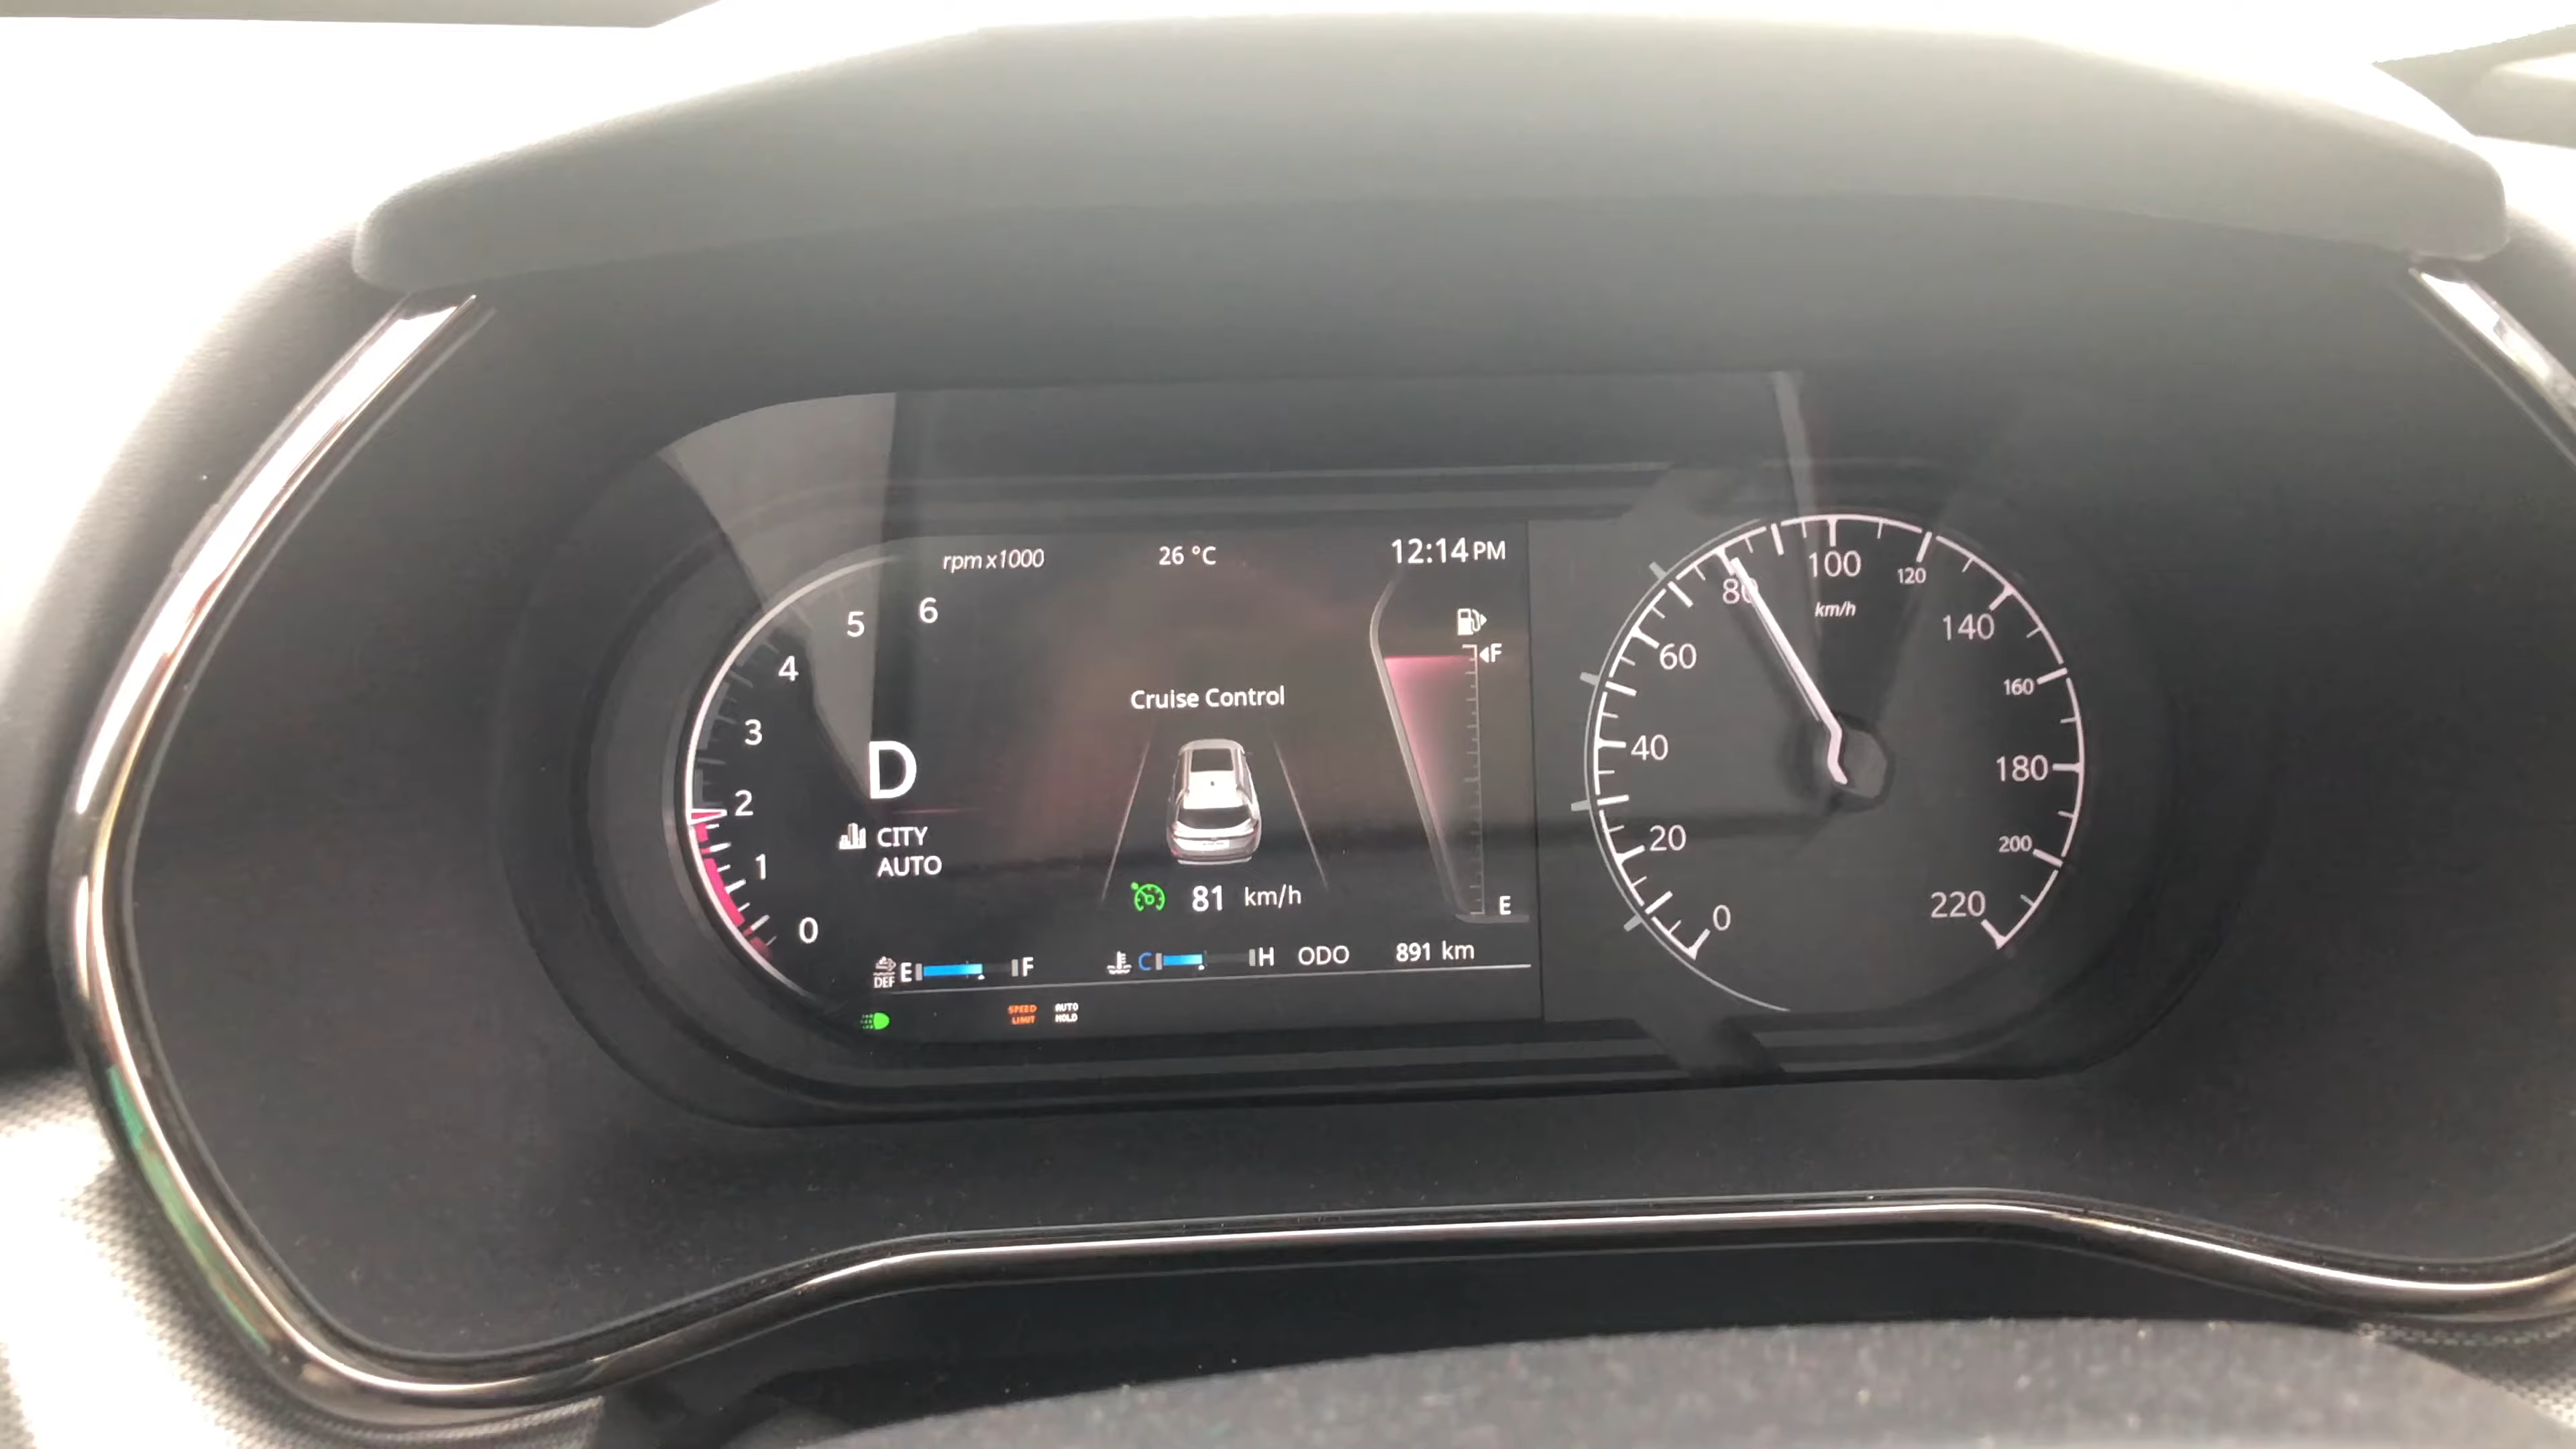 rpm x1000
26 °C
12:14 PM
6
5
4
3
2
1
0
D
CITY
AUTO
Cruise Control
81 km/h
F
E
DEF E F
C H
ODO 891 km
SPEED
LIMIT
AUTO
HOLD
0
20
40
60
80
100
120
140
160
180
200
220
km/h